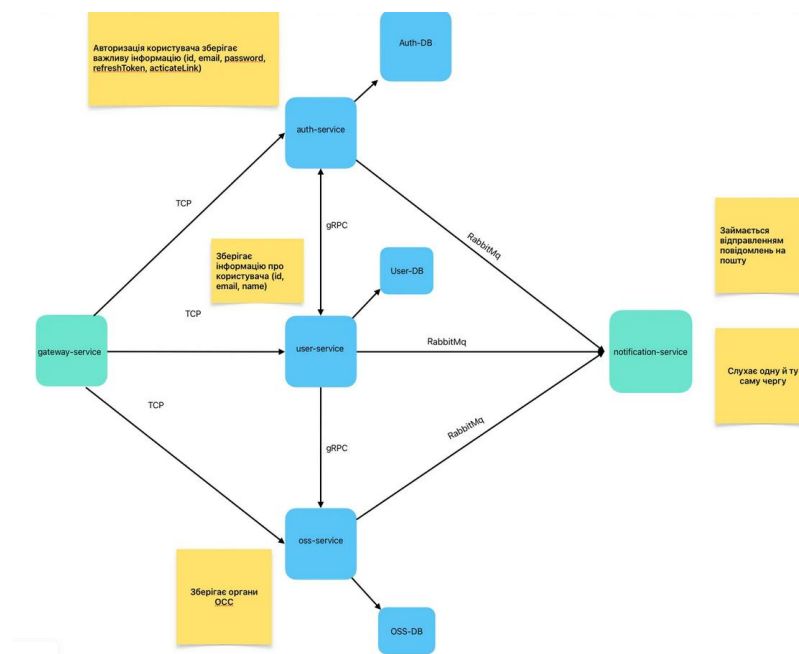 Авторизація користувача зберігає
важливу інформацію (id, email, password,
refreshToken, acticateLink)
Auth-DB
auth-service
TCP
gRPC
RabbitMq
Займається
відправленням
повідомлень на
пошту
Зберігає
інформацію про
користувача (id,
email, name)
User-DB
TCP
gateway-service
user-service
RabbitMq
notification-service
Слухає одну й ту
саму чергу
TCP
gRPC
RabbitMq
oss-service
Зберігає органи
ОСС
OSS-DB